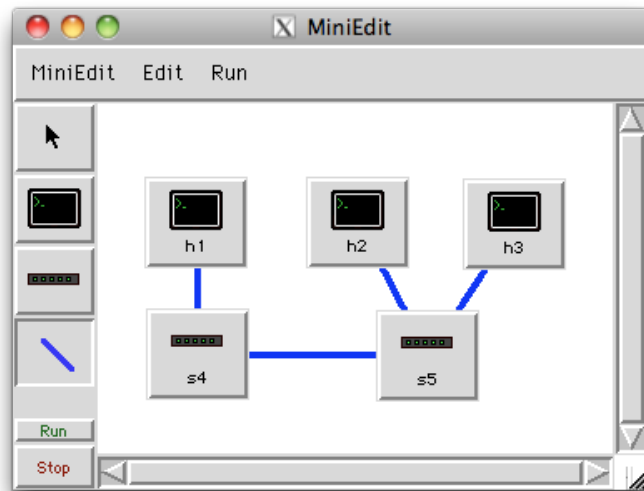 MiniEdit
MiniEdit Edit Run
h1 h2 h3
s4 s5
Run
Stop